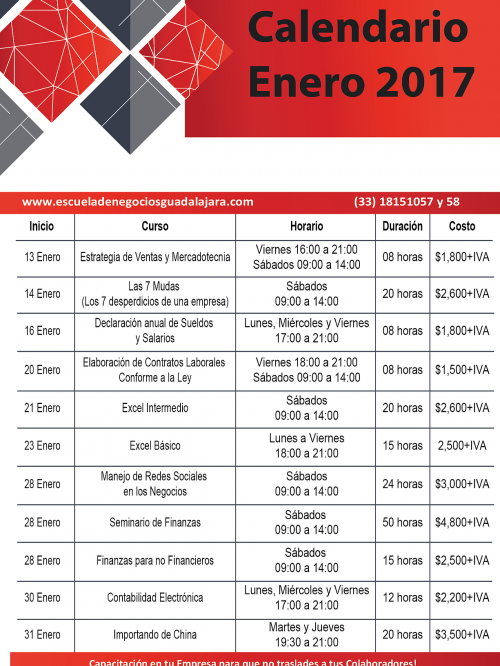 Calendario
Enero 2017
www.escueladenegociosguadalajara.com (33) 18151057 y 58
Inicio Curso Horario Duración Costo
13 Enero Estrategia de Ventas y Mercadotecnia Viernes 16:00 a 21:00 08 horas $1,800+IVA
Sábados 09:00 a 14:00
14 Enero Las 7 Mudas Sábados 20 horas $2,600+IVA
(Los 7 desperdicios de una empresa) 09:00 a 14:00
16 Enero Declaración anual de Sueldos Lunes, Miércoles y Viernes 08 horas $1,800+IVA
y Salarios 17:00 a 21:00
20 Enero Elaboración de Contratos Laborales Viernes 18:00 a 21:00 08 horas $1,500+IVA
Conforme a la Ley Sábados 09:00 a 14:00
21 Enero Excel Intermedio Sábados 20 horas $2,600+IVA
09:00 a 14:00
23 Enero Excel Básico Lunes a Viernes 15 horas 2,500+IVA
18:00 a 21:00
28 Enero Manejo de Redes Sociales Sábados 24 horas $3,000+IVA
en los Negocios 09:00 a 14:00
28 Enero Seminario de Finanzas Sábados 50 horas $4,800+IVA
09:00 a 14:00
28 Enero Finanzas para no Financieros Sábados 15 horas $2,500+IVA
09:00 a 14:00
30 Enero Contabilidad Electrónica Lunes, Miércoles y Viernes 12 horas $2,200+IVA
17:00 a 21:00
31 Enero Importando de China Martes y Jueves 20 horas $3,500+IVA
19:30 a 21:00
Capacitación en tu Empresa para que no traslades a tus Colaboradores!